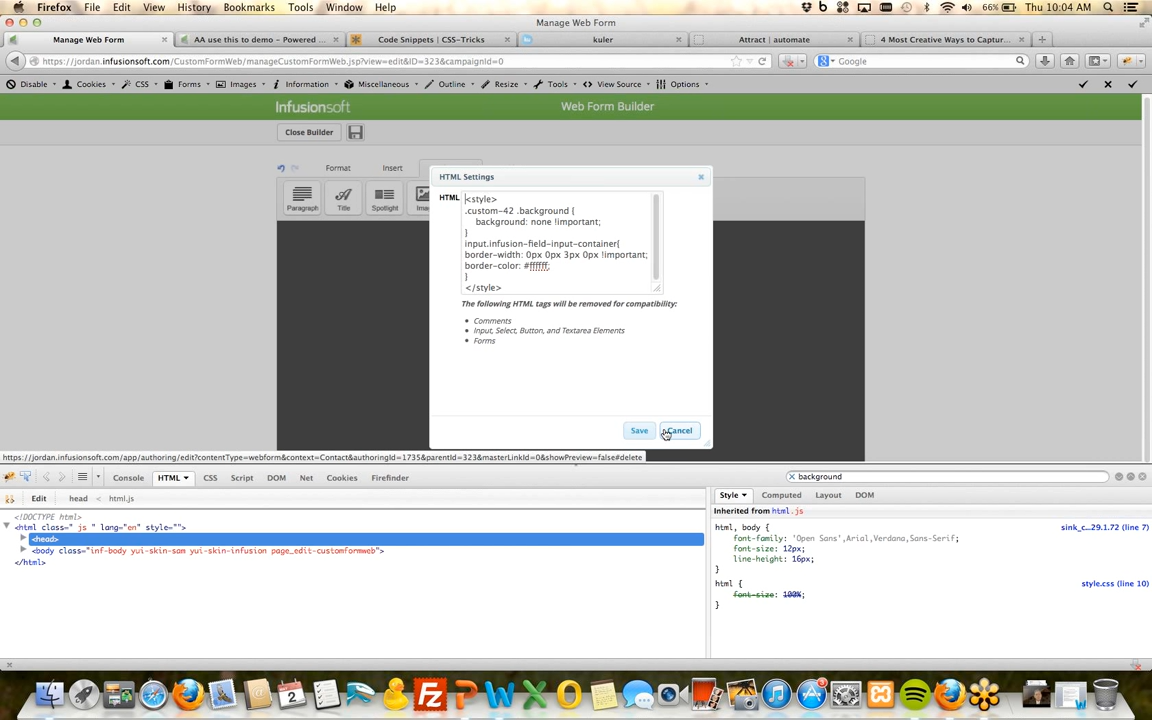 Firefox File Edit View History Bookmarks Tools Window Help 66% Thu 10:04 AM
Manage Web Form
Manage Web Form AA use this to demo – Powered ... Code Snippets | CSS-Tricks kuler Attract | automate 4 Most Creative Ways to Captur...
https://jordan.infusionsoft.com/CustomFormWeb/manageCustomFormWeb.jsp?view=edit&ID=323&campaignId=0 Google
Disable Cookies CSS Forms Images Information Miscellaneous Outline Resize Tools View Source Options
Infusionsoft Web Form Builder
Close Builder
Format Insert
Paragraph Title Spotlight
HTML Settings
HTML <style>
.custom-42 .background {
background: none !important;
}
input.infusion-field-input-container{
border-width: 0px 0px 3px 0px !important;
border-color: #ffffff;
}
</style>
The following HTML tags will be removed for compatibility:
Comments
Input, Select, Button, and Textarea Elements
Forms
Save Cancel
https://jordan.infusionsoft.com/app/authoring/edit?contentType=webform&context=Contact&authoringId=1735&parentId=323&masterLinkId=0&showPreview=false#delete
Console HTML CSS Script DOM Net Cookies Firefinder background
Edit head < html.js Style Computed Layout DOM
Inherited from html.js
<!DOCTYPE html>
<html class=" js " lang="en" style="">
<head>
<body class="inf-body yui-skin-sam yui-skin-infusion page_edit-customformweb">
</html>
html, body { sink_c...29.1.72 (line 7)
font-family: 'Open Sans',Arial,Verdana,Sans-Serif;
font-size: 12px;
line-height: 16px;
}
html { style.css (line 10)
font-size: 100%;
}